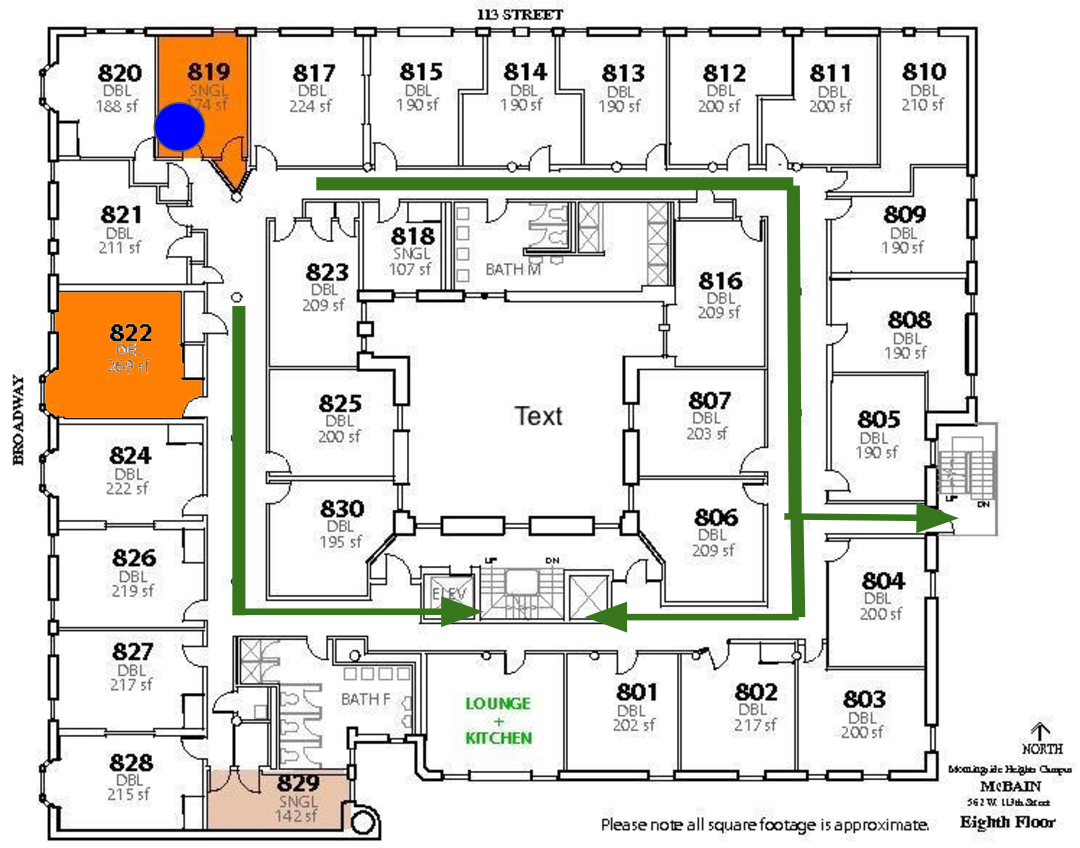 113 STREET
820
DBL
188 sf
819
SNGL
174 sf
817
DBL
224 sf
815
DBL
190 sf
814
DBL
190 sf
813
DBL
190 sf
812
DBL
200 sf
811
DBL
200 sf
810
DBL
210 sf
821
DBL
211 sf
818
SNGL
107 sf
BATH M
823
DBL
209 sf
816
DBL
209 sf
809
DBL
190 sf
822
DBL
269 sf
808
DBL
190 sf
BROADWAY
825
DBL
200 sf
Text
807
DBL
203 sf
805
DBL
190 sf
824
DBL
222 sf
830
DBL
195 sf
806
DBL
209 sf
UP
DN
826
DBL
219 sf
UP
DN
ELEV
804
DBL
200 sf
827
DBL
217 sf
BATH F
LOUNGE
+
KITCHEN
801
DBL
202 sf
802
DBL
217 sf
803
DBL
200 sf
828
DBL
215 sf
829
SNGL
142 sf
NORTH
Morningside Heights Campus
McBAIN
562 W. 113th Street
Eighth Floor
Please note all square footage is approximate.